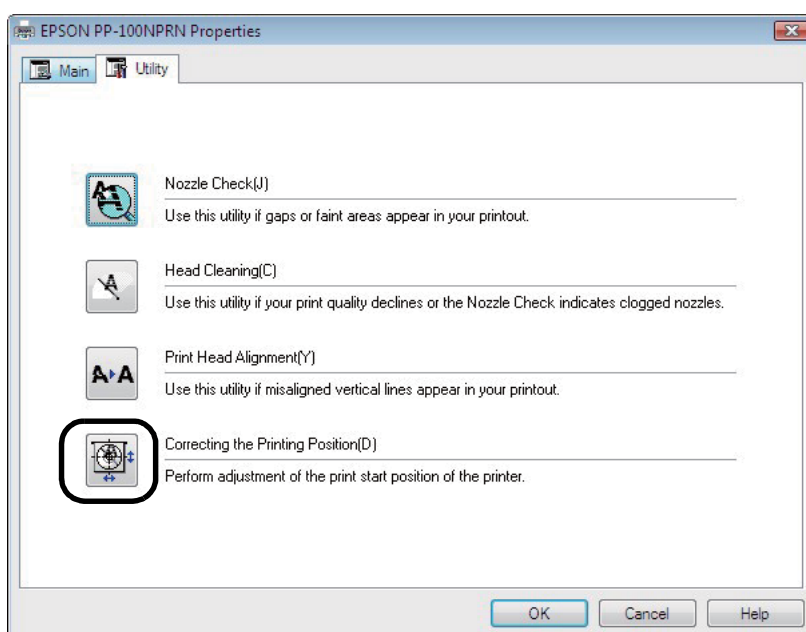 EPSON PP-100NPRN Properties
Main Utility
Nozzle Check(J)
Use this utility if gaps or faint areas appear in your printout.
Head Cleaning(C)
Use this utility if your print quality declines or the Nozzle Check indicates clogged nozzles.
Print Head Alignment(Y)
Use this utility if misaligned vertical lines appear in your printout.
Correcting the Printing Position(D)
Perform adjustment of the print start position of the printer.
OK Cancel Help